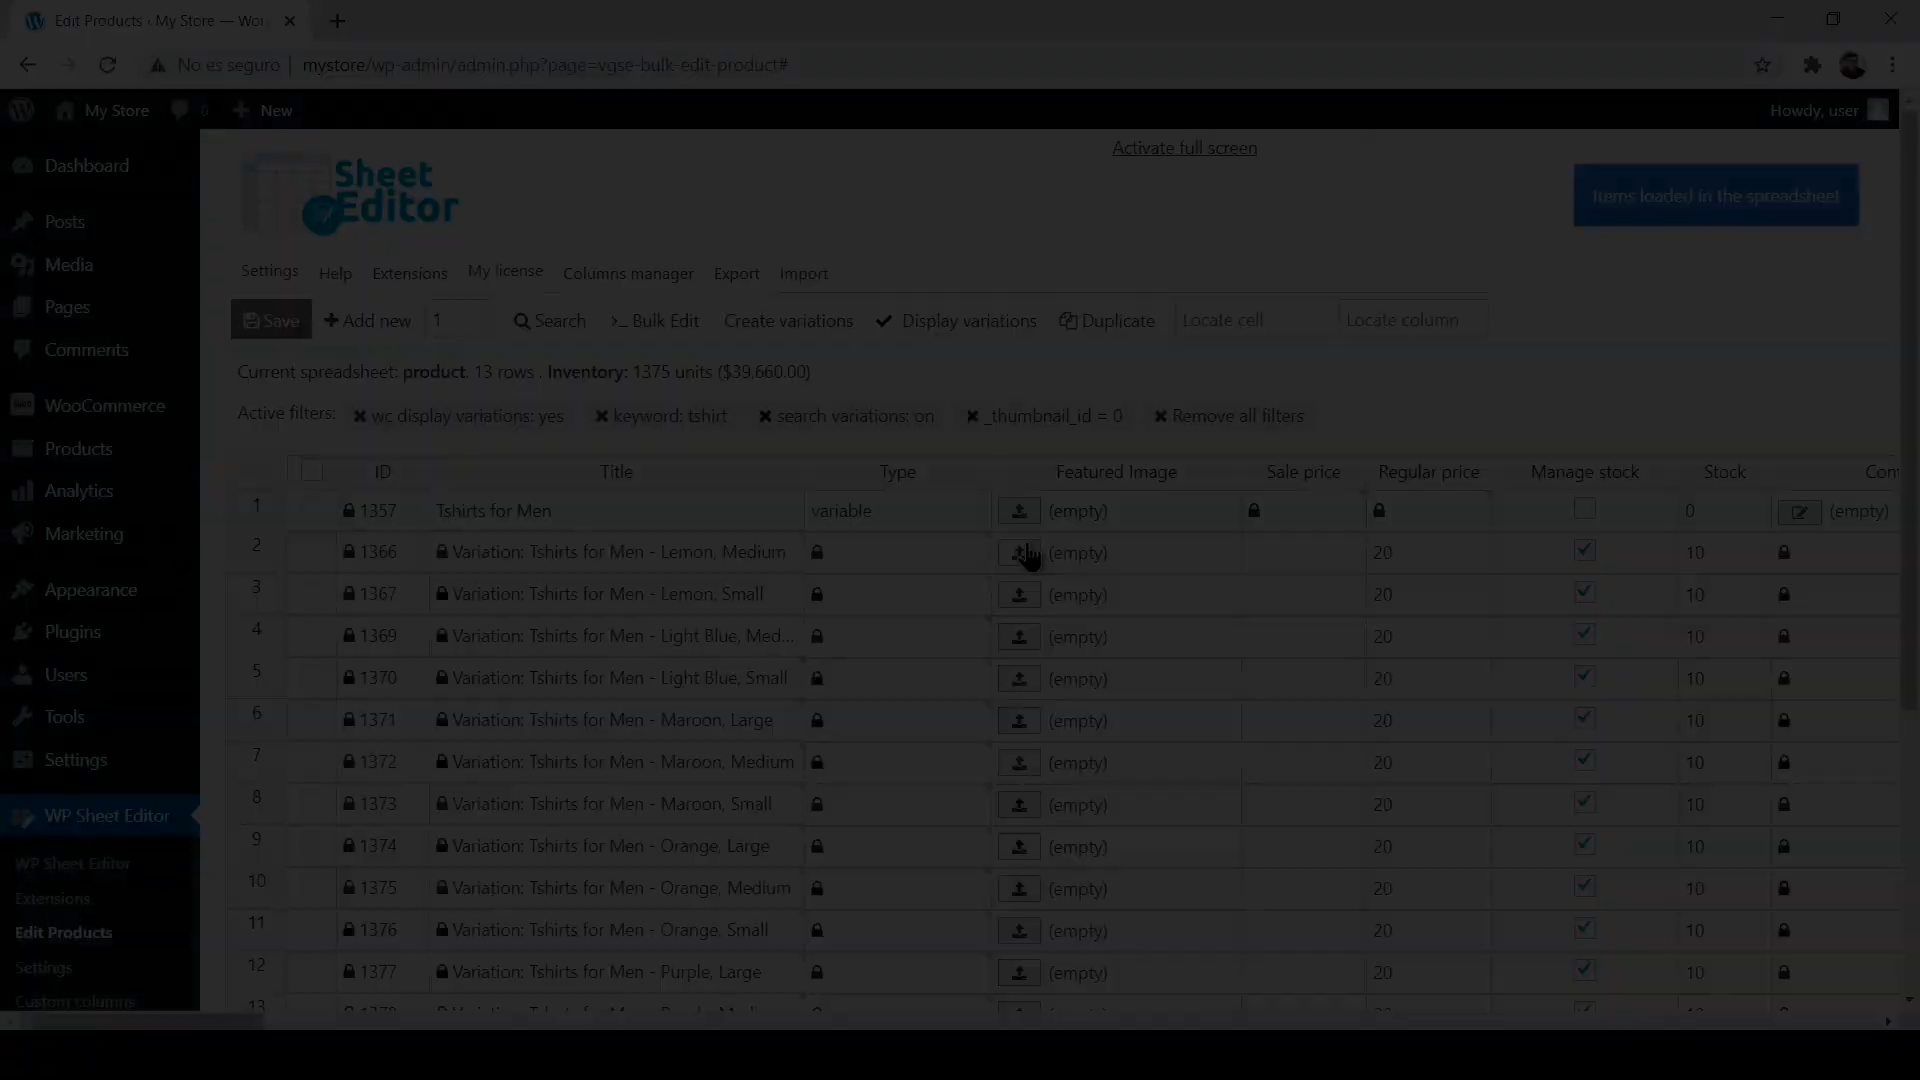 Edit Products ‹ My Store — Wor
No es seguro | mystore/wp-admin/admin.php?page=vgse-bulk-edit-product#
My Store 0 New Howdy, user
Activate full screen
Sheet
Editor
Items loaded in the spreadsheet
Dashboard
Posts
Media
Pages
Comments
WooCommerce
Products
Analytics
Marketing
Appearance
Plugins
Users
Tools
Settings
WP Sheet Editor
WP Sheet Editor
Extensions
Edit Products
Settings
Custom columns
Settings Help Extensions My license Columns manager Export Import
Save Add new 1 Search Bulk Edit Create variations Display variations Duplicate Locate cell Locate column
Current spreadsheet: product. 13 rows . Inventory: 1375 units ($39,660.00)
Active filters: wc display variations: yes keyword: tshirt search variations: on _thumbnail_id = 0 Remove all filters
ID Title Type Featured Image Sale price Regular price Manage stock Stock Con
1 1357 Tshirts for Men variable (empty) 0 (empty)
2 1366 Variation: Tshirts for Men - Lemon, Medium (empty) 20 10
3 1367 Variation: Tshirts for Men - Lemon, Small (empty) 20 10
4 1369 Variation: Tshirts for Men - Light Blue, Med... (empty) 20 10
5 1370 Variation: Tshirts for Men - Light Blue, Small (empty) 20 10
6 1371 Variation: Tshirts for Men - Maroon, Large (empty) 20 10
7 1372 Variation: Tshirts for Men - Maroon, Medium (empty) 20 10
8 1373 Variation: Tshirts for Men - Maroon, Small (empty) 20 10
9 1374 Variation: Tshirts for Men - Orange, Large (empty) 20 10
10 1375 Variation: Tshirts for Men - Orange, Medium (empty) 20 10
11 1376 Variation: Tshirts for Men - Orange, Small (empty) 20 10
12 1377 Variation: Tshirts for Men - Purple, Large (empty) 20 10
13